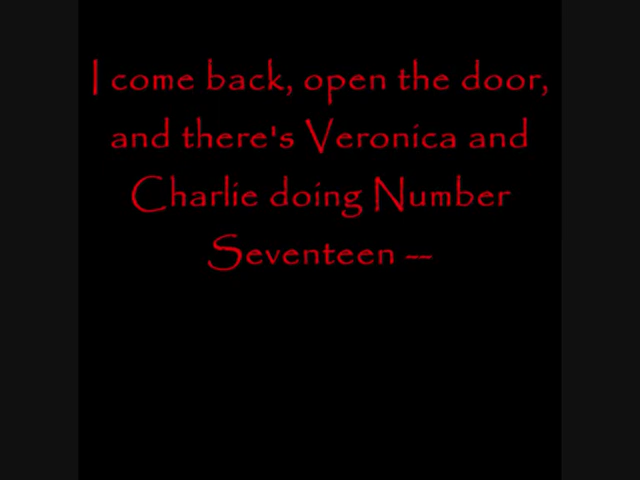 I come back, open the door,
and there's Veronica and
Charlie doing Number
Seventeen --